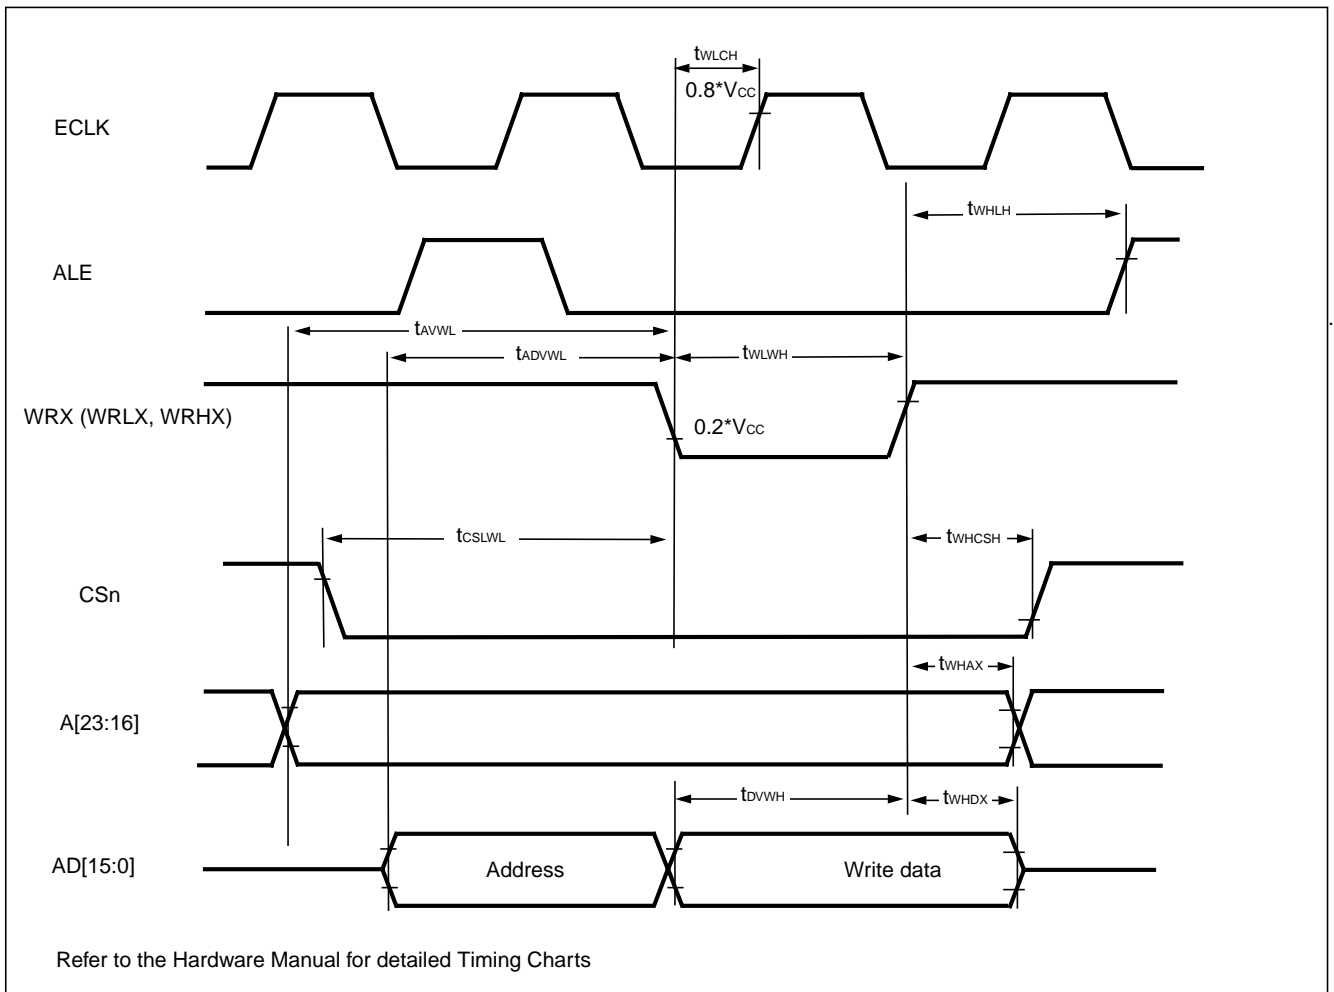 tWLCH
0.8*VCC
ECLK
tWHLH
ALE
tAVWL
tADVWL
tWLWH
WRX (WRLX, WRHX)
0.2*VCC
tCSLWL
tWHCSH
CSn
tWHAX
A[23:16]
tDVWH
tWHDX
AD[15:0]
Address
Write data
Refer to the Hardware Manual for detailed Timing Charts